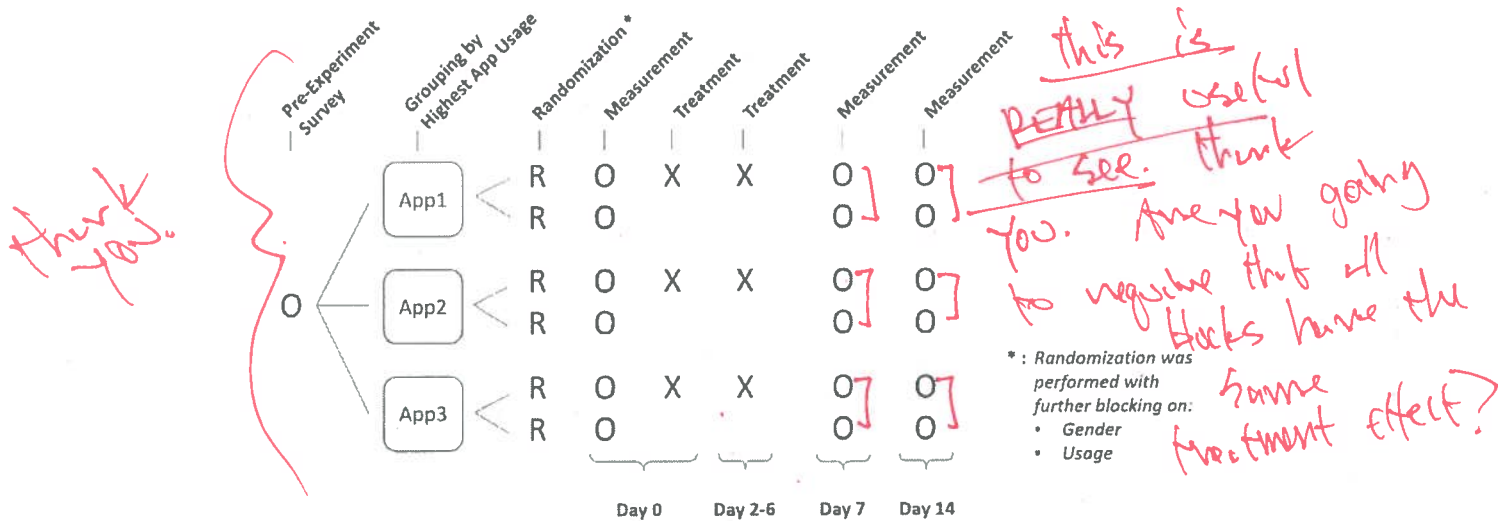 Pre-Experiment
Survey
Grouping by
Highest App Usage
Randomization *
Measurement
Treatment
Treatment
Measurement
Measurement
this is
REALLY useful
to see. thank
you. Are you going
to require that all
blocks have the
same
treatment effect?
thank
you.
App1
R O X X O O
R O O O
O
App2
R O X X O O
R O O O
App3
R O X X O O
R O O O
* : Randomization was
performed with
further blocking on:
• Gender
• Usage
Day 0 Day 2-6 Day 7 Day 14